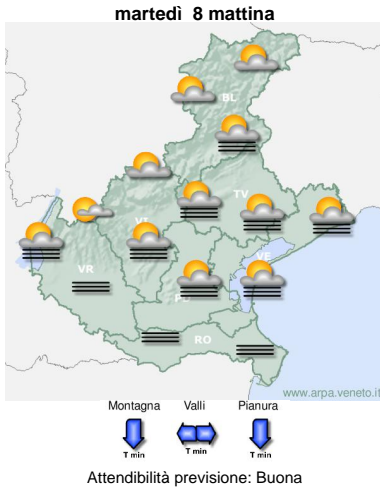 martedì 8 mattina
BL
TV
VI
VE
VR
PD
RO
www.arpa.veneto.it
Montagna Valli Pianura
T min T min T min
Attendibilità previsione: Buona